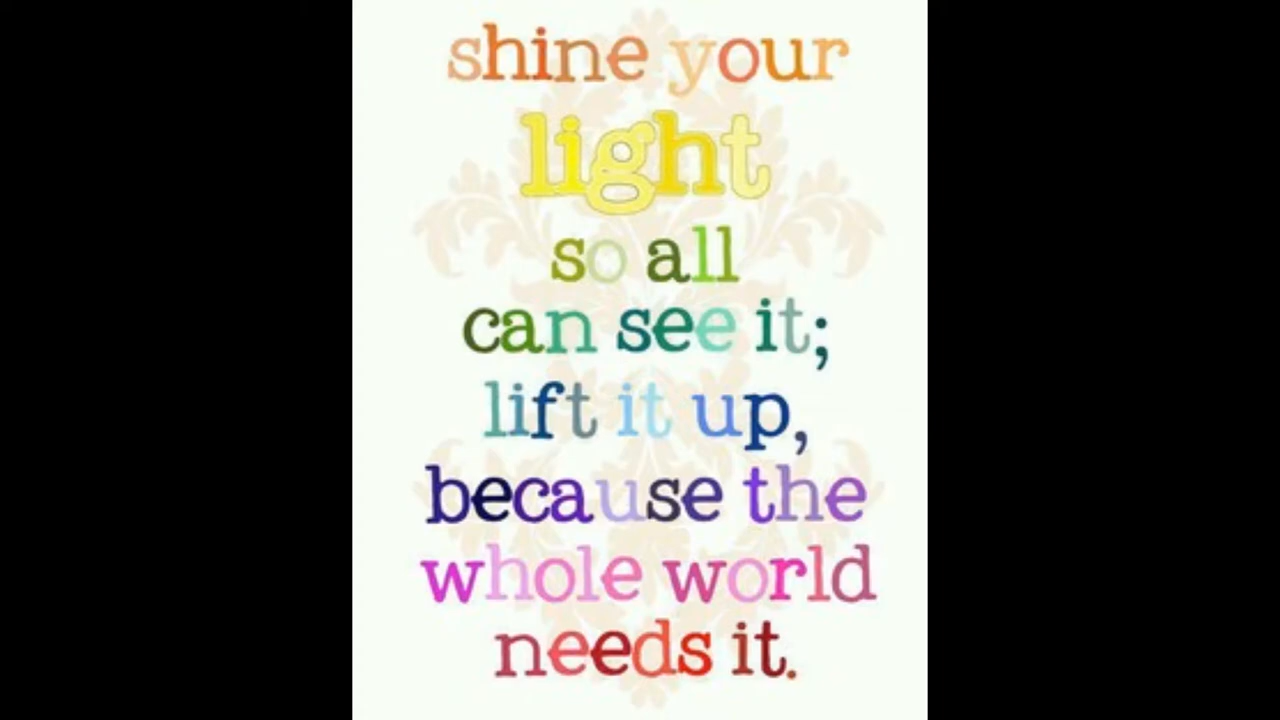 shine your
light
so all
can see it;
lift it up,
because the
whole world
needs it.